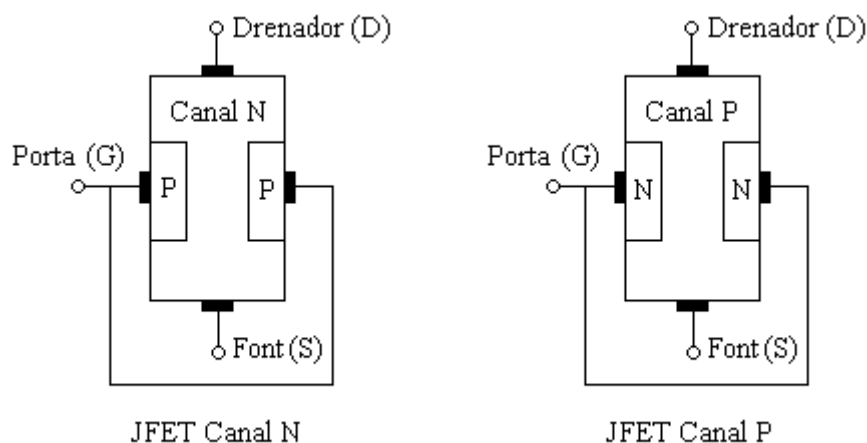 Drenador (D)
Canal N
Porta (G)
P
P
Font (S)
JFET Canal N
Drenador (D)
Canal P
Porta (G)
N
N
Font (S)
JFET Canal P